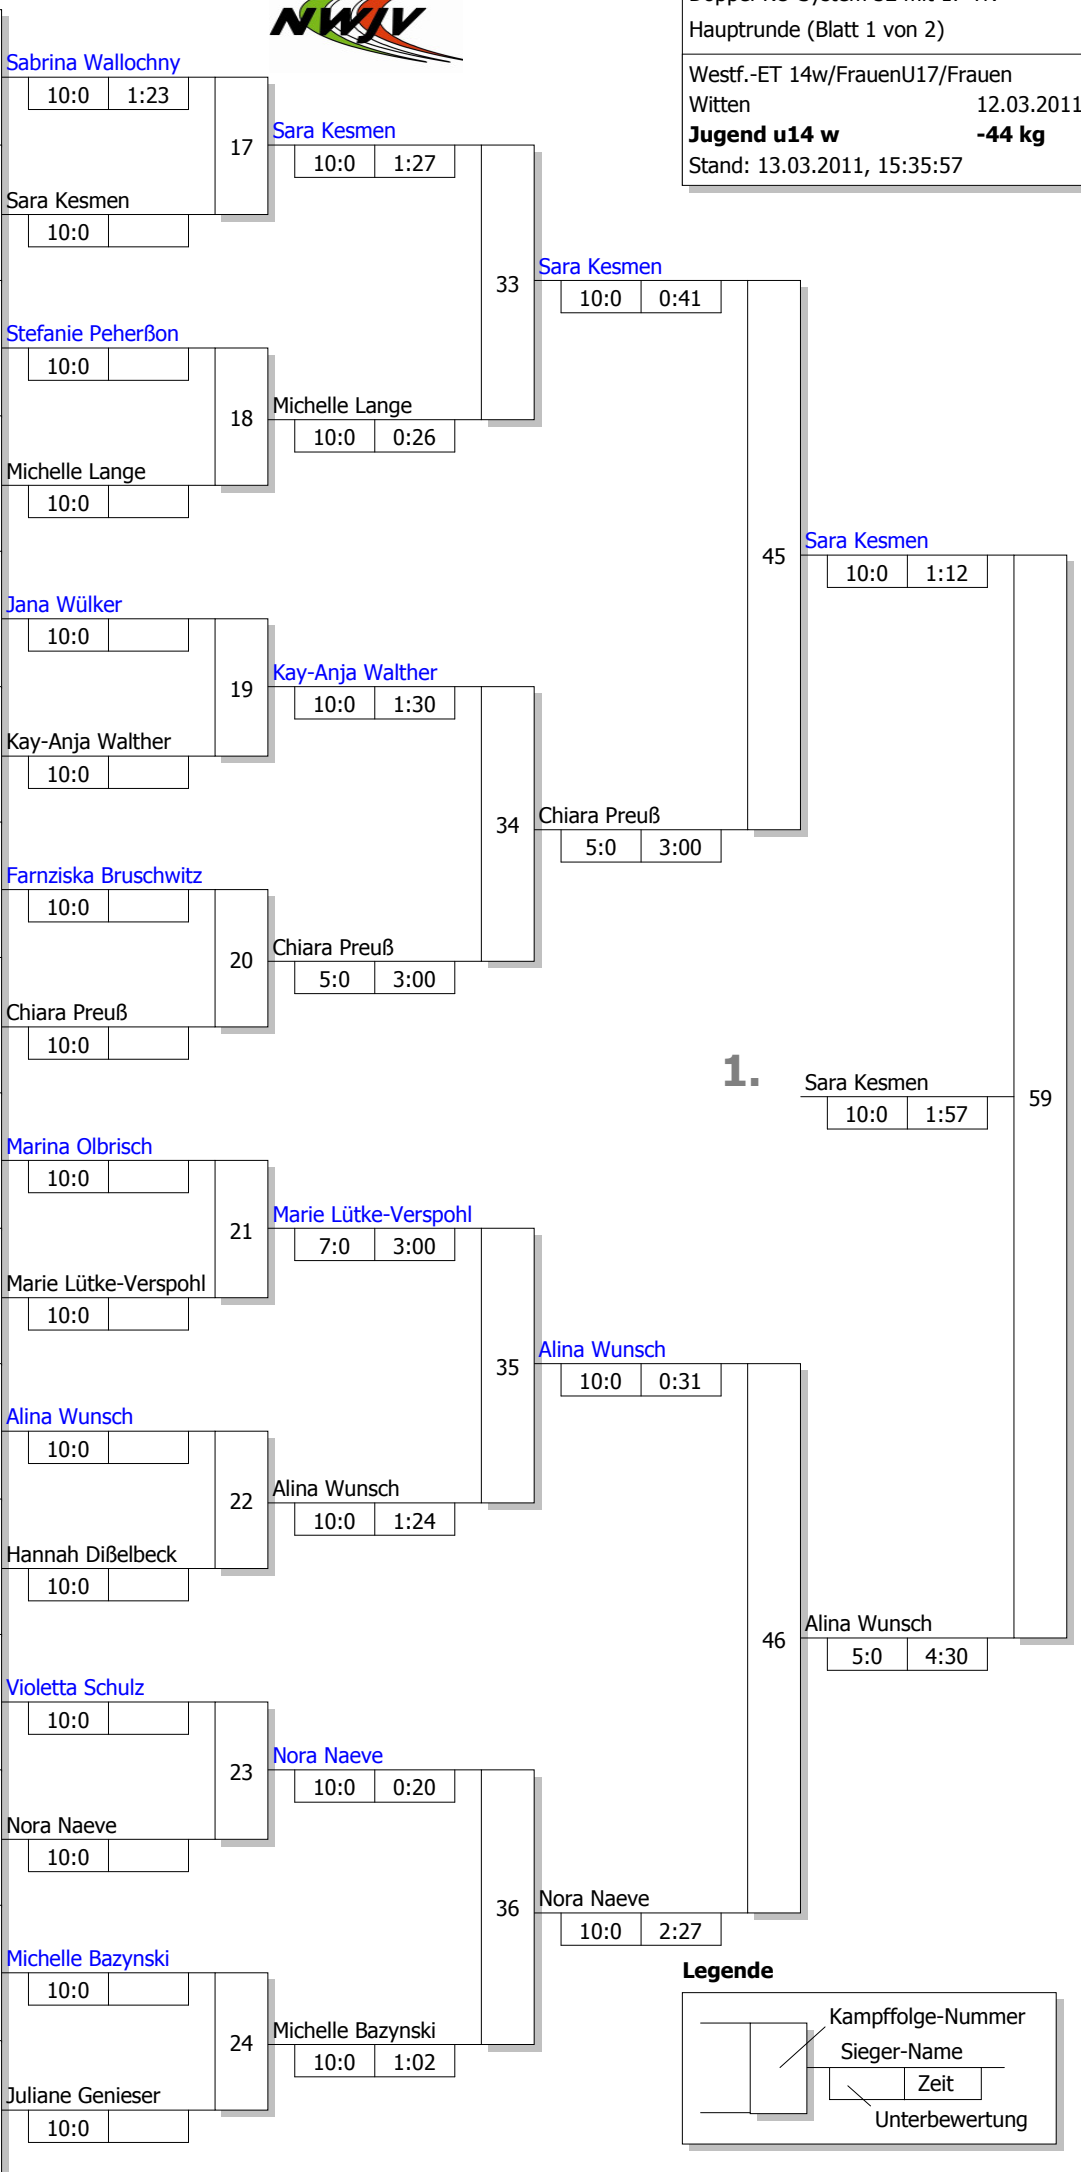 NWJV
Hauptrunde (Blatt 1 von 2)
Westf.-ET 14w/FrauenU17/Frauen
Witten 12.03.2011
Jugend u14 w -44 kg
Stand: 13.03.2011, 15:35:57
Sabrina Wallochny
10:0 1:23
17
Sara Kesmen
10:0 1:27
Sara Kesmen
10:0
33
Sara Kesmen
10:0 0:41
Stefanie Peherßon
10:0
18
Michelle Lange
10:0 0:26
Michelle Lange
10:0
45
Sara Kesmen
10:0 1:12
Jana Wülker
10:0
19
Kay-Anja Walther
10:0 1:30
Kay-Anja Walther
10:0
34
Chiara Preuß
5:0 3:00
Farnziska Bruschwitz
10:0
20
Chiara Preuß
5:0 3:00
Chiara Preuß
10:0
1.
Sara Kesmen
10:0 1:57
59
Marina Olbrisch
10:0
21
Marie Lütke-Verspohl
7:0 3:00
Marie Lütke-Verspohl
10:0
35
Alina Wunsch
10:0 0:31
Alina Wunsch
10:0
22
Alina Wunsch
10:0 1:24
Hannah Dißelbeck
10:0
46
Alina Wunsch
5:0 4:30
Violetta Schulz
10:0
23
Nora Naeve
10:0 0:20
Nora Naeve
10:0
36
Nora Naeve
10:0 2:27
Michelle Bazynski
10:0
24
Michelle Bazynski
10:0 1:02
Juliane Genieser
10:0
Legende
Kampffolge-Nummer
Sieger-Name
Zeit
Unterbewertung